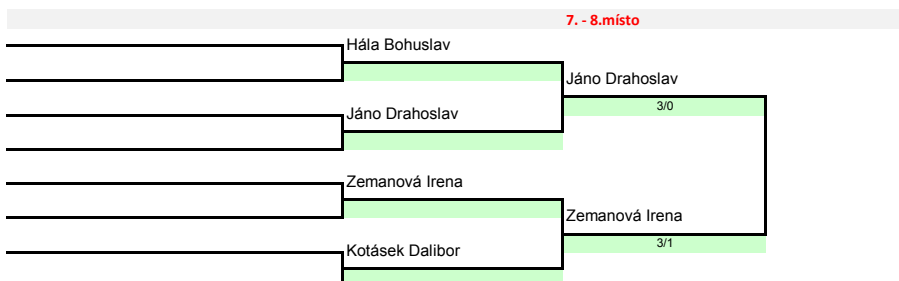 7. - 8.místo
Hála Bohuslav
Jáno Drahoslav
3/0
Jáno Drahoslav
Zemanová Irena
Zemanová Irena
3/1
Kotásek Dalibor